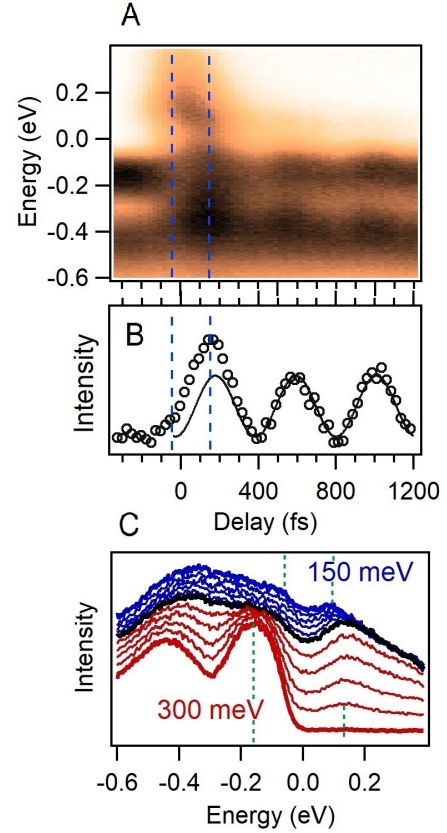 A
Energy (eV)
0.2
0.0
-0.2
-0.4
-0.6
B
Intensity
0
400
800
1200
Delay (fs)
C
150 meV
300 meV
Intensity
-0.6
-0.4
-0.2
0.0
0.2
Energy (eV)